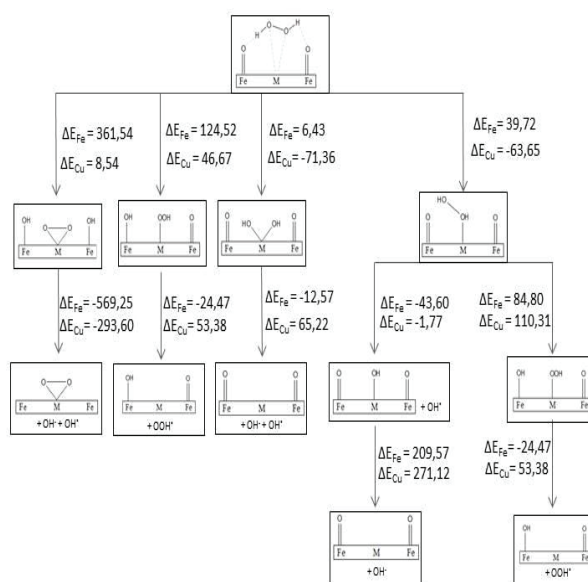 H O O H
O O
Fe M Fe
ΔE_Fe = 361,54
ΔE_Cu = 8,54
ΔE_Fe = 124,52
ΔE_Cu = 46,67
ΔE_Fe = 6,43
ΔE_Cu = -71,36
ΔE_Fe = 39,72
ΔE_Cu = -63,65
OH O O OH
Fe M Fe
OH OOH O
Fe M Fe
O HO OH O
Fe M Fe
HO
O OH O
Fe M Fe
ΔE_Fe = -569,25
ΔE_Cu = -293,60
ΔE_Fe = -24,47
ΔE_Cu = 53,38
ΔE_Fe = -12,57
ΔE_Cu = 65,22
ΔE_Fe = -43,60
ΔE_Cu = -1,77
ΔE_Fe = 84,80
ΔE_Cu = 110,31
O O
Fe M Fe
+ OH· + OH•
OH O
Fe M Fe
+ OOH•
O O
Fe M Fe
+ OH· + OH•
O OH O
Fe M Fe
+ OH•
OH OOH O
Fe M Fe
ΔE_Fe = 209,57
ΔE_Cu = 271,12
ΔE_Fe = -24,47
ΔE_Cu = 53,38
O O
Fe M Fe
+ OH·
OH O
Fe M Fe
+ OOH•